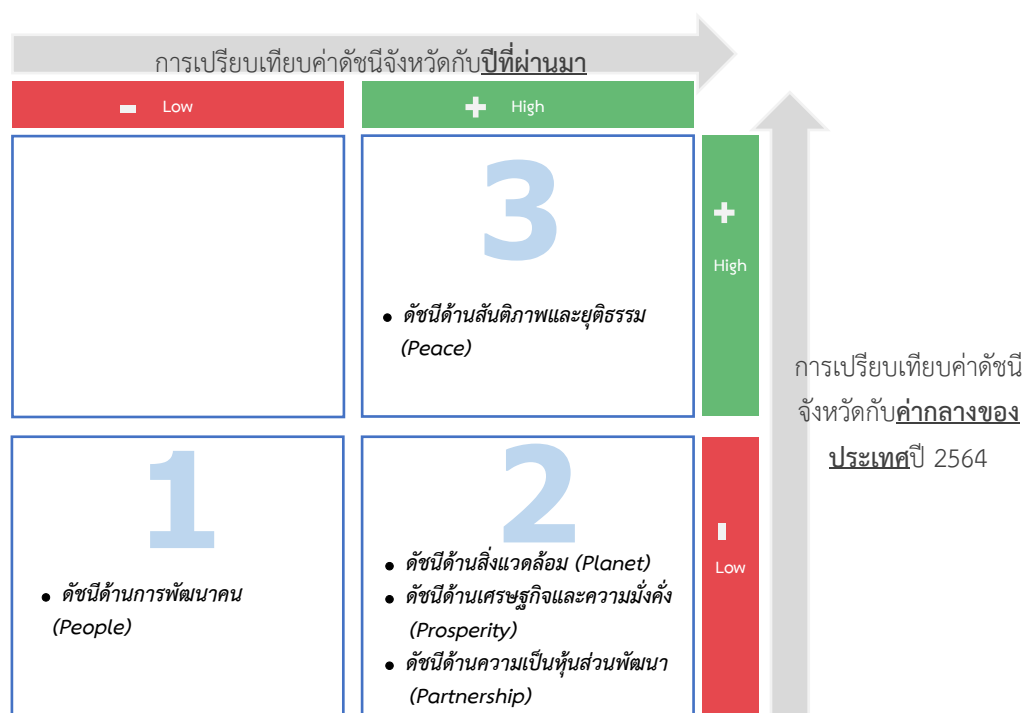 การเปรียบเทียบค่าดัชนีจังหวัดกับปีที่ผ่านมา
Low
High
3
• ดัชนีด้านสันติภาพและยุติธรรม
(Peace)
High
การเปรียบเทียบค่าดัชนี
จังหวัดกับค่ากลางของ
ประเทศปี 2564
1
• ดัชนีด้านการพัฒนาคน
(People)
2
• ดัชนีด้านสิ่งแวดล้อม (Planet)
• ดัชนีด้านเศรษฐกิจและความมั่งคั่ง
(Prosperity)
• ดัชนีด้านความเป็นหุ้นส่วนพัฒนา
(Partnership)
Low